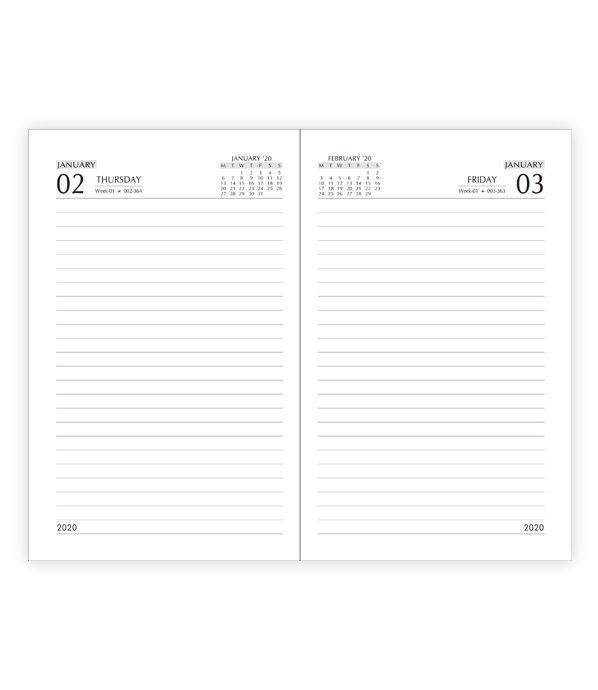 JANUARY
02 THURSDAY
Week-01 • 002-364
JANUARY '20
M T W T F S S
1 2 3 4 5
6 7 8 9 10 11 12
13 14 15 16 17 18 19
20 21 22 23 24 25 26
27 28 29 30 31
2020
FEBRUARY '20
M T W T F S S
1 2
3 4 5 6 7 8 9
10 11 12 13 14 15 16
17 18 19 20 21 22 23
24 25 26 27 28 29
JANUARY
FRIDAY 03
Week-01 • 003-363
2020